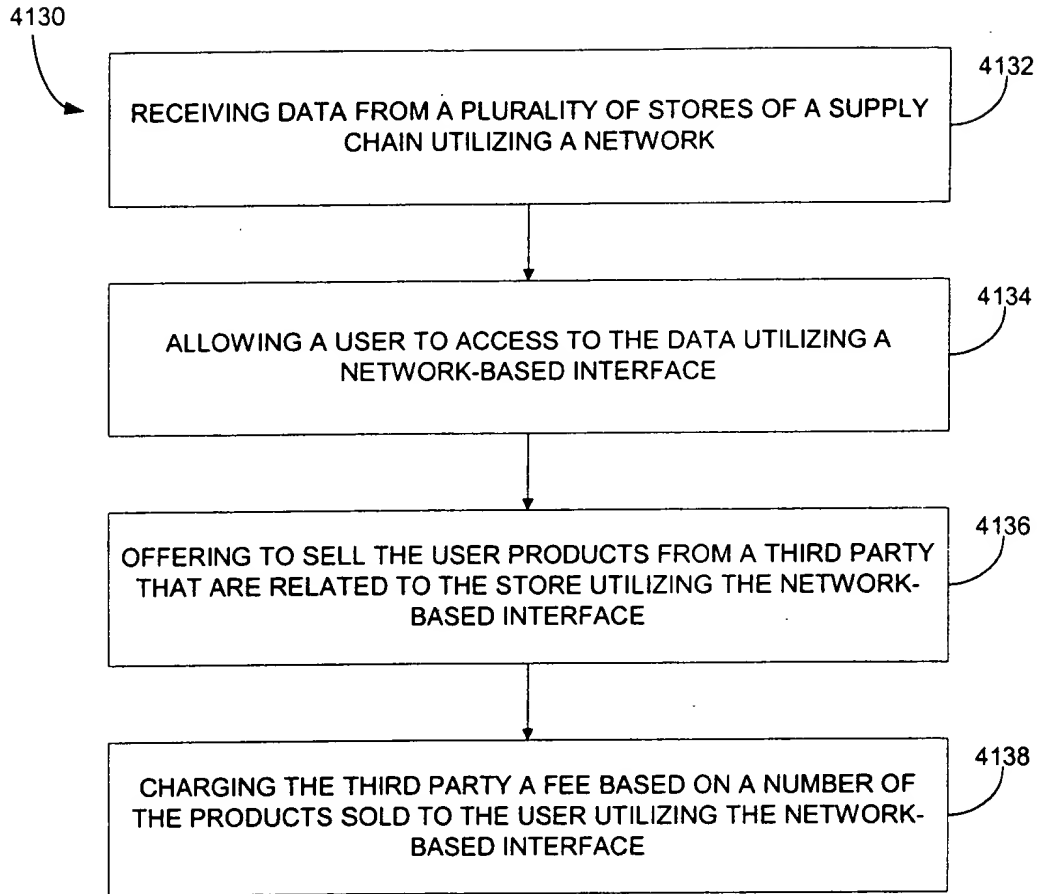 4130
4132
RECEIVING DATA FROM A PLURALITY OF STORES OF A SUPPLY
CHAIN UTILIZING A NETWORK
4134
ALLOWING A USER TO ACCESS TO THE DATA UTILIZING A
NETWORK-BASED INTERFACE
4136
OFFERING TO SELL THE USER PRODUCTS FROM A THIRD PARTY
THAT ARE RELATED TO THE STORE UTILIZING THE NETWORK-
BASED INTERFACE
4138
CHARGING THE THIRD PARTY A FEE BASED ON A NUMBER OF
THE PRODUCTS SOLD TO THE USER UTILIZING THE NETWORK-
BASED INTERFACE